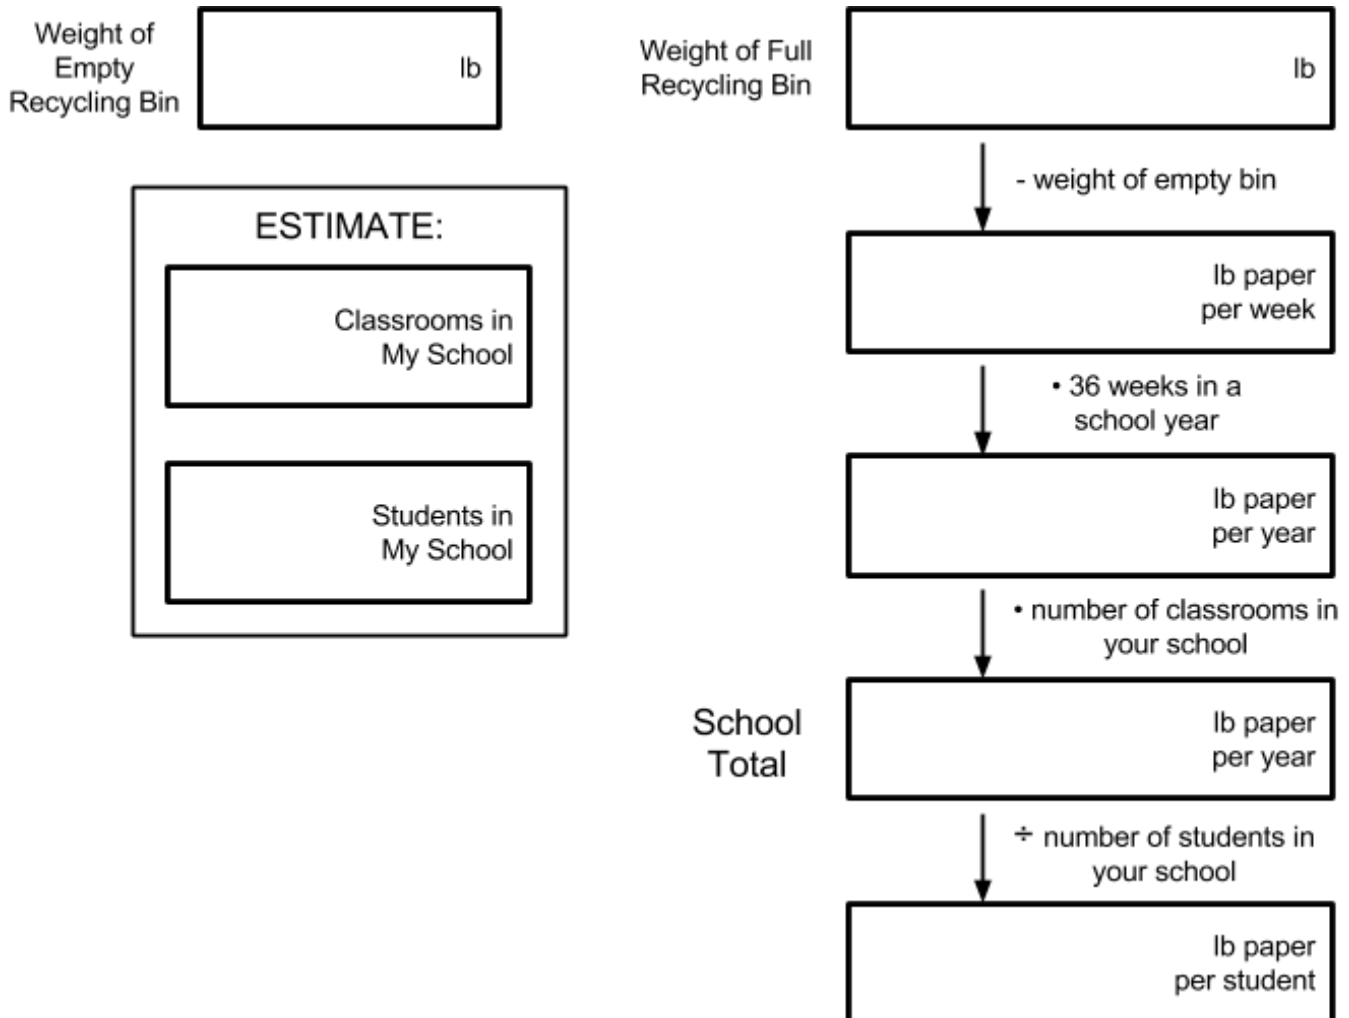 Weight of
Empty
Recycling Bin
lb
Weight of Full
Recycling Bin
lb
- weight of empty bin
ESTIMATE:
Classrooms in
My School
Students in
My School
lb paper
per week
• 36 weeks in a
school year
lb paper
per year
• number of classrooms in
your school
School
Total
lb paper
per year
÷ number of students in
your school
lb paper
per student